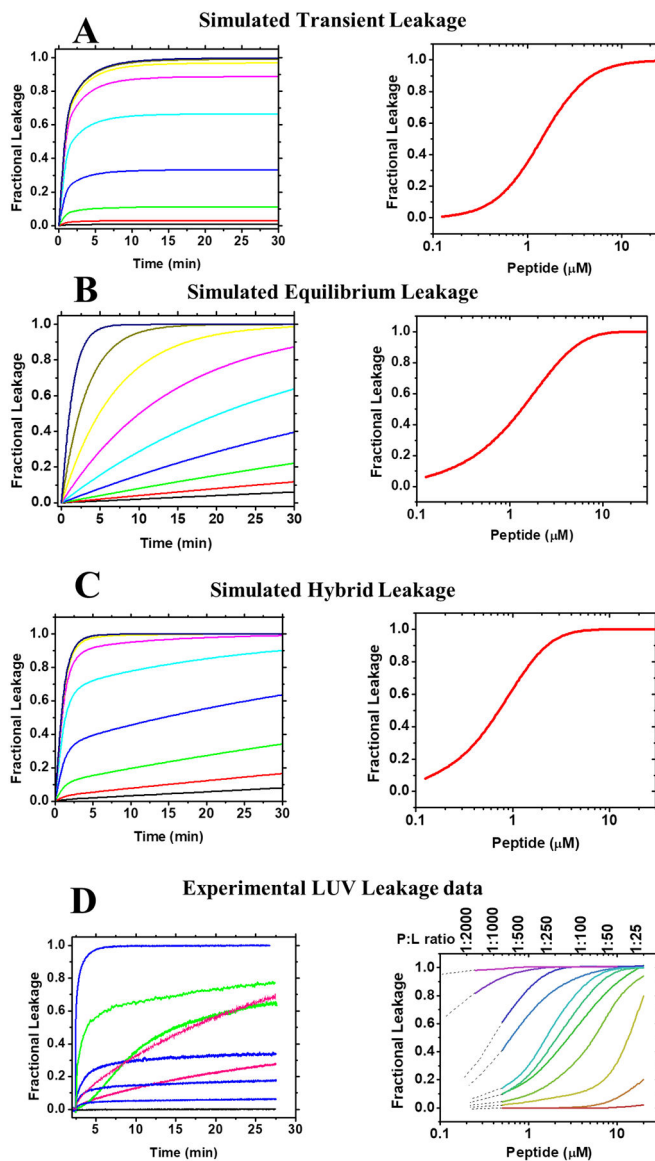 A
Simulated Transient Leakage
Fractional Leakage
1.0
0.8
0.6
0.4
0.2
0.0
0 5 10 15 20 25 30
Time (min)
Fractional Leakage
1.0
0.8
0.6
0.4
0.2
0.0
0.1 1 10
Peptide (µM)
B
Simulated Equilibrium Leakage
Fractional Leakage
1.0
0.8
0.6
0.4
0.2
0.0
0 5 10 15 20 25 30
Time (min)
Fractional Leakage
1.0
0.8
0.6
0.4
0.2
0.0
0.1 1 10
Peptide (µM)
C
Simulated Hybrid Leakage
Fractional Leakage
1.0
0.8
0.6
0.4
0.2
0.0
0 5 10 15 20 25 30
Time (min)
Fractional Leakage
1.0
0.8
0.6
0.4
0.2
0.0
0.1 1 10
Peptide (µM)
D
Experimental LUV Leakage data
Fractional Leakage
1.0
0.8
0.6
0.4
0.2
0.0
5 10 15 20 25 30
Time (min)
P:L ratio
1:2000
1:1000
1:500
1:250
1:100
1:50
1:25
Fractional Leakage
1.0
0.8
0.6
0.4
0.2
0.0
0.1 1 10
Peptide (µM)